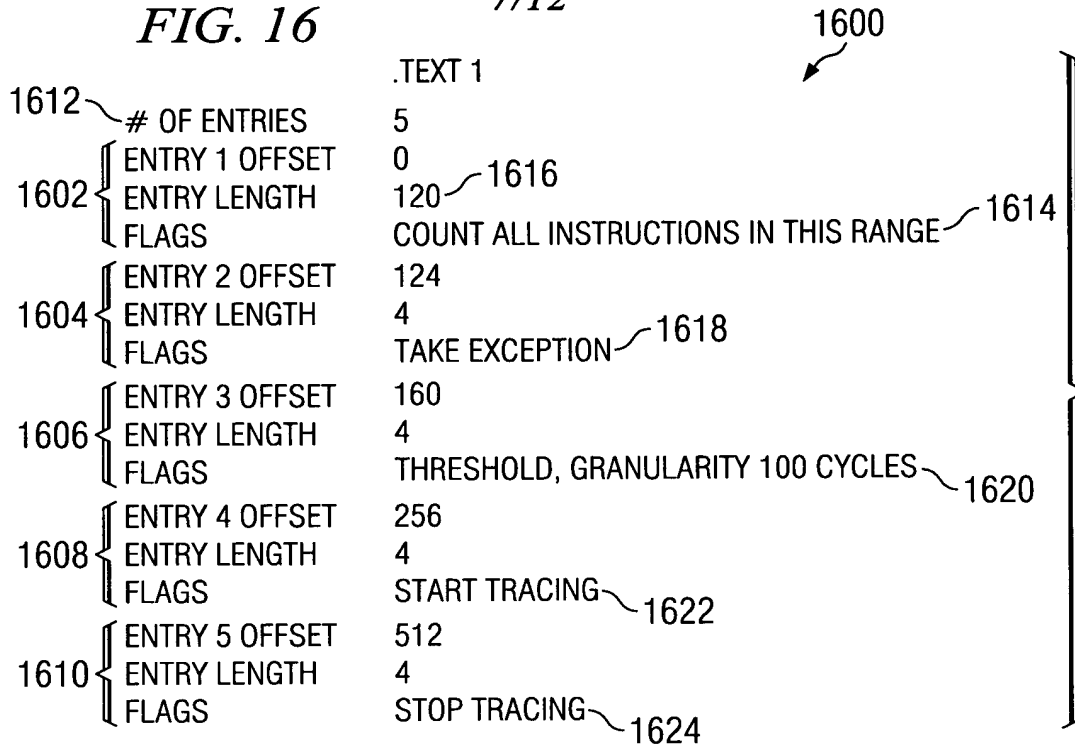 FIG. 16
7/12
1600
.TEXT 1
1612 # OF ENTRIES 5
ENTRY 1 OFFSET 0
1602 ENTRY LENGTH 120 1616
FLAGS COUNT ALL INSTRUCTIONS IN THIS RANGE 1614
ENTRY 2 OFFSET 124
1604 ENTRY LENGTH 4
FLAGS TAKE EXCEPTION 1618
ENTRY 3 OFFSET 160
1606 ENTRY LENGTH 4
FLAGS THRESHOLD, GRANULARITY 100 CYCLES 1620
ENTRY 4 OFFSET 256
1608 ENTRY LENGTH 4
FLAGS START TRACING 1622
ENTRY 5 OFFSET 512
1610 ENTRY LENGTH 4
FLAGS STOP TRACING 1624